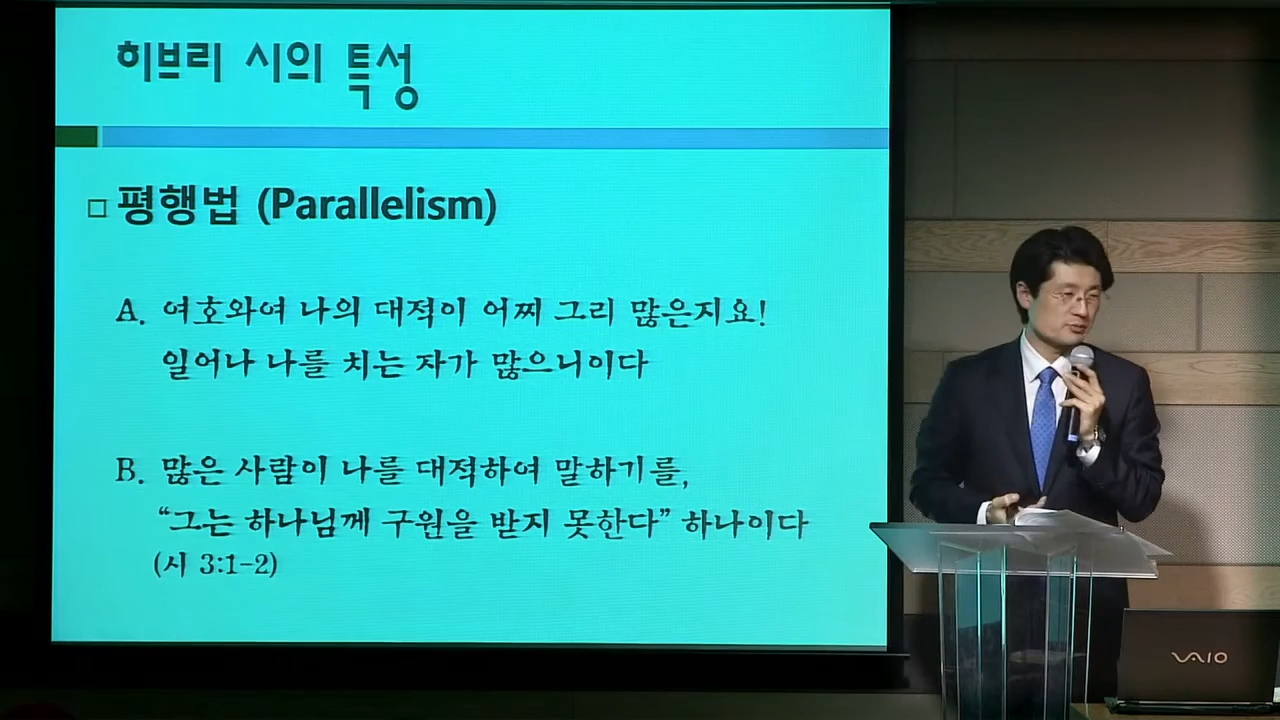 히브리 시의 특성
평행법 (Parallelism)
A. 여호와여 나의 대적이 어찌 그리 많은지요!
일어나 나를 치는 자가 많으니이다
B. 많은 사람이 나를 대적하여 말하기를,
“그는 하나님께 구원을 받지 못한다” 하나이다
(시 3:1-2)
VAIO